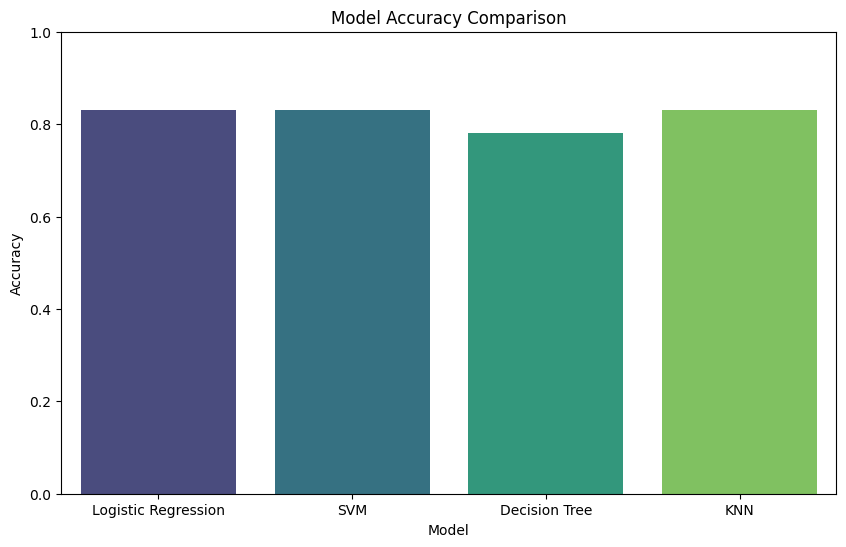 Model Accuracy Comparison
1.0
0.8
0.6
0.4
0.2
0.0
Accuracy
Logistic Regression
SVM
Decision Tree
KNN
Model